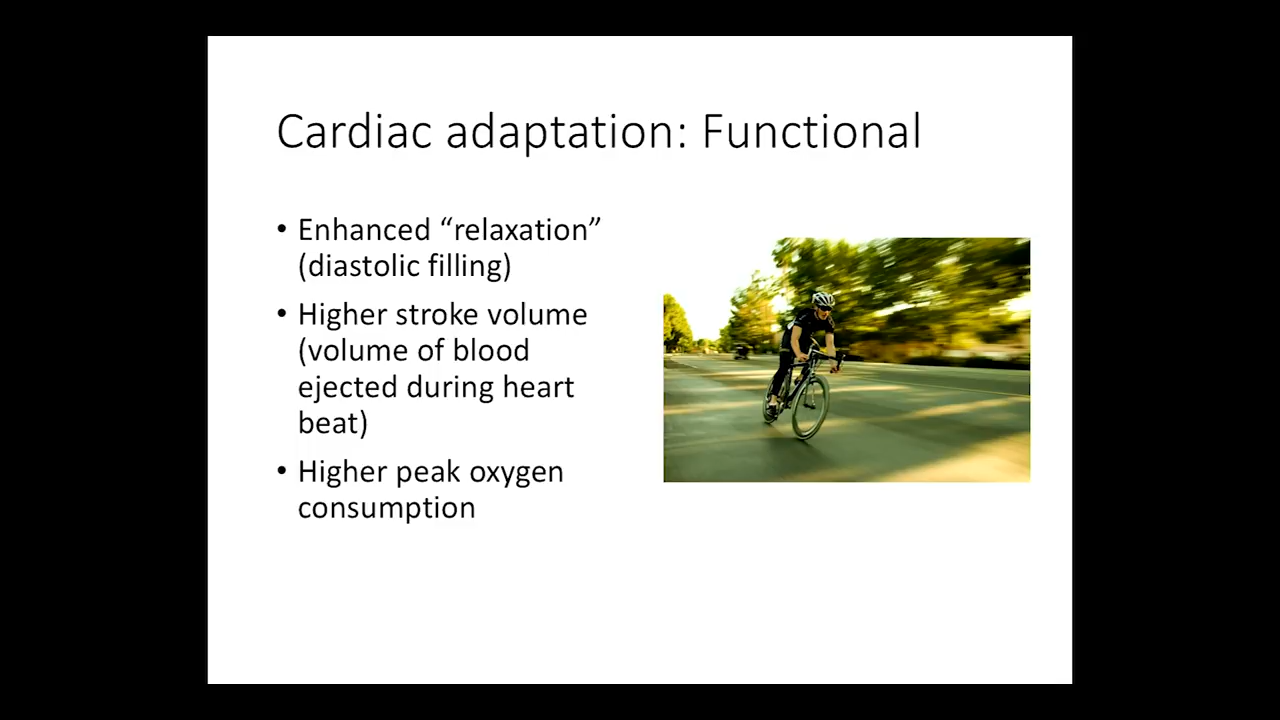 Cardiac adaptation: Functional
• Enhanced “relaxation”
(diastolic filling)
• Higher stroke volume
(volume of blood
ejected during heart
beat)
• Higher peak oxygen
consumption